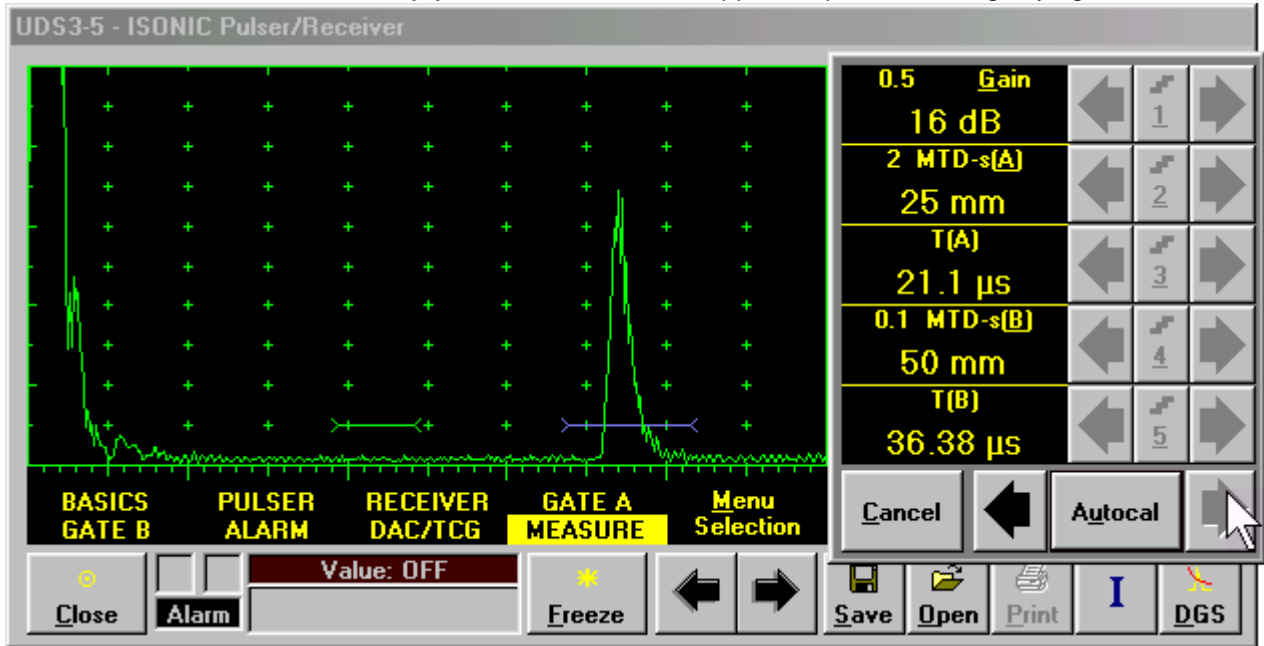 UDS3-5 - ISONIC Pulser/Receiver
0.5 Gain
16 dB
1
2 MTD-s(A)
25 mm
2
T(A)
21.1 µs
3
0.1 MTD-s(B)
50 mm
4
T(B)
36.38 µs
5
BASICS PULSER RECEIVER GATE A Menu
GATE B ALARM DAC/TCG MEASURE Selection
Cancel Autocal
Value: OFF
Close Alarm Freeze Save Open Print I DGS